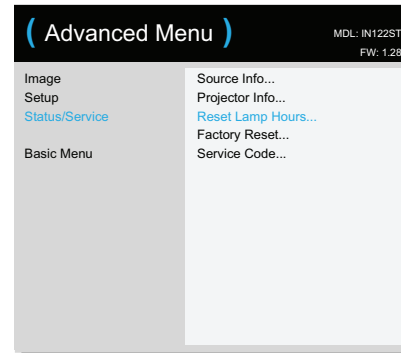 ( Advanced Menu )
MDL: IN122ST
FW: 1.28
Image
Setup
Status/Service
Basic Menu
Source Info...
Projector Info...
Reset Lamp Hours...
Factory Reset...
Service Code...